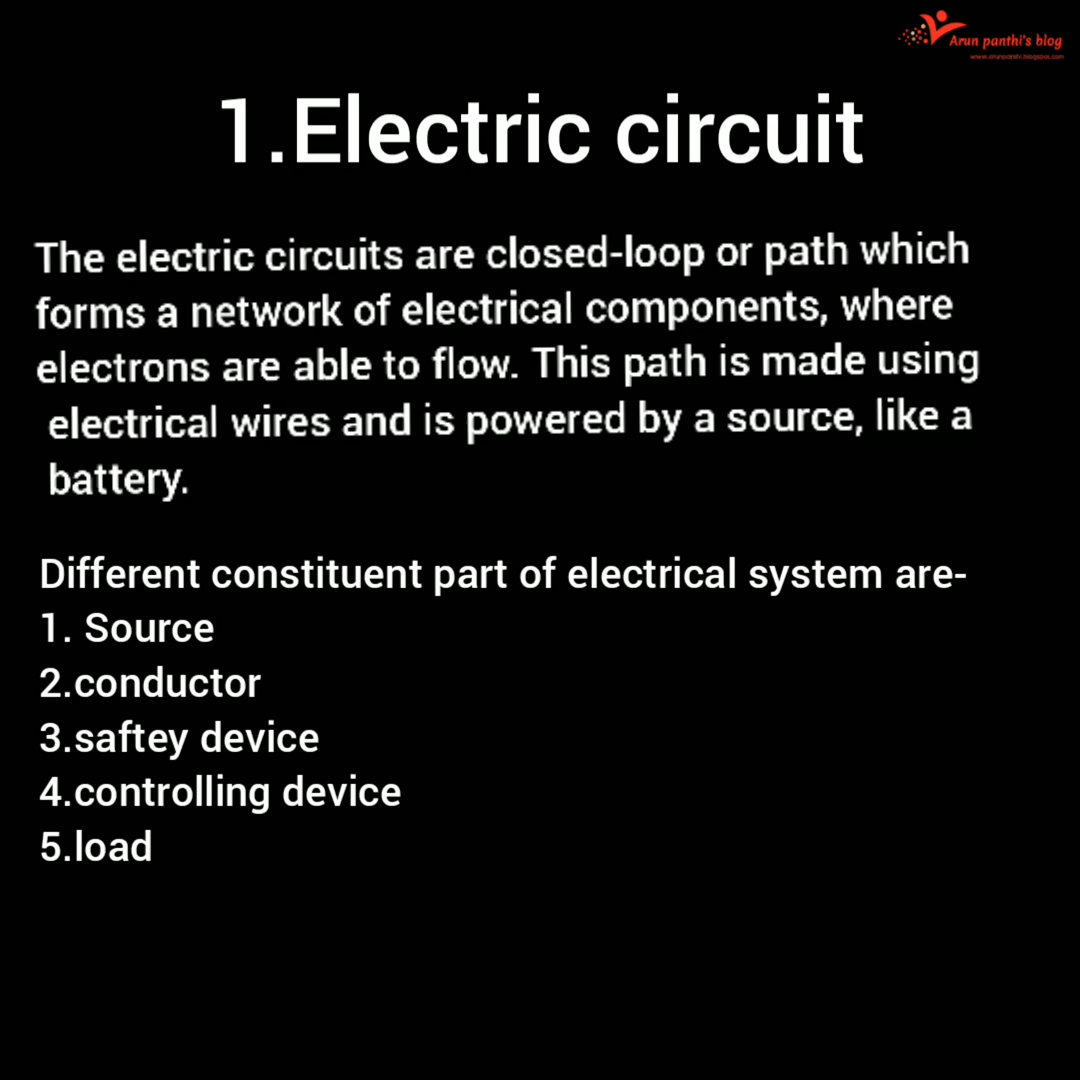 Arun panthi's blog
1.Electric circuit
The electric circuits are closed-loop or path which
forms a network of electrical components, where
electrons are able to flow. This path is made using
electrical wires and is powered by a source, like a
battery.
Different constituent part of electrical system are-
1. Source
2.conductor
3.saftey device
4.controlling device
5.load